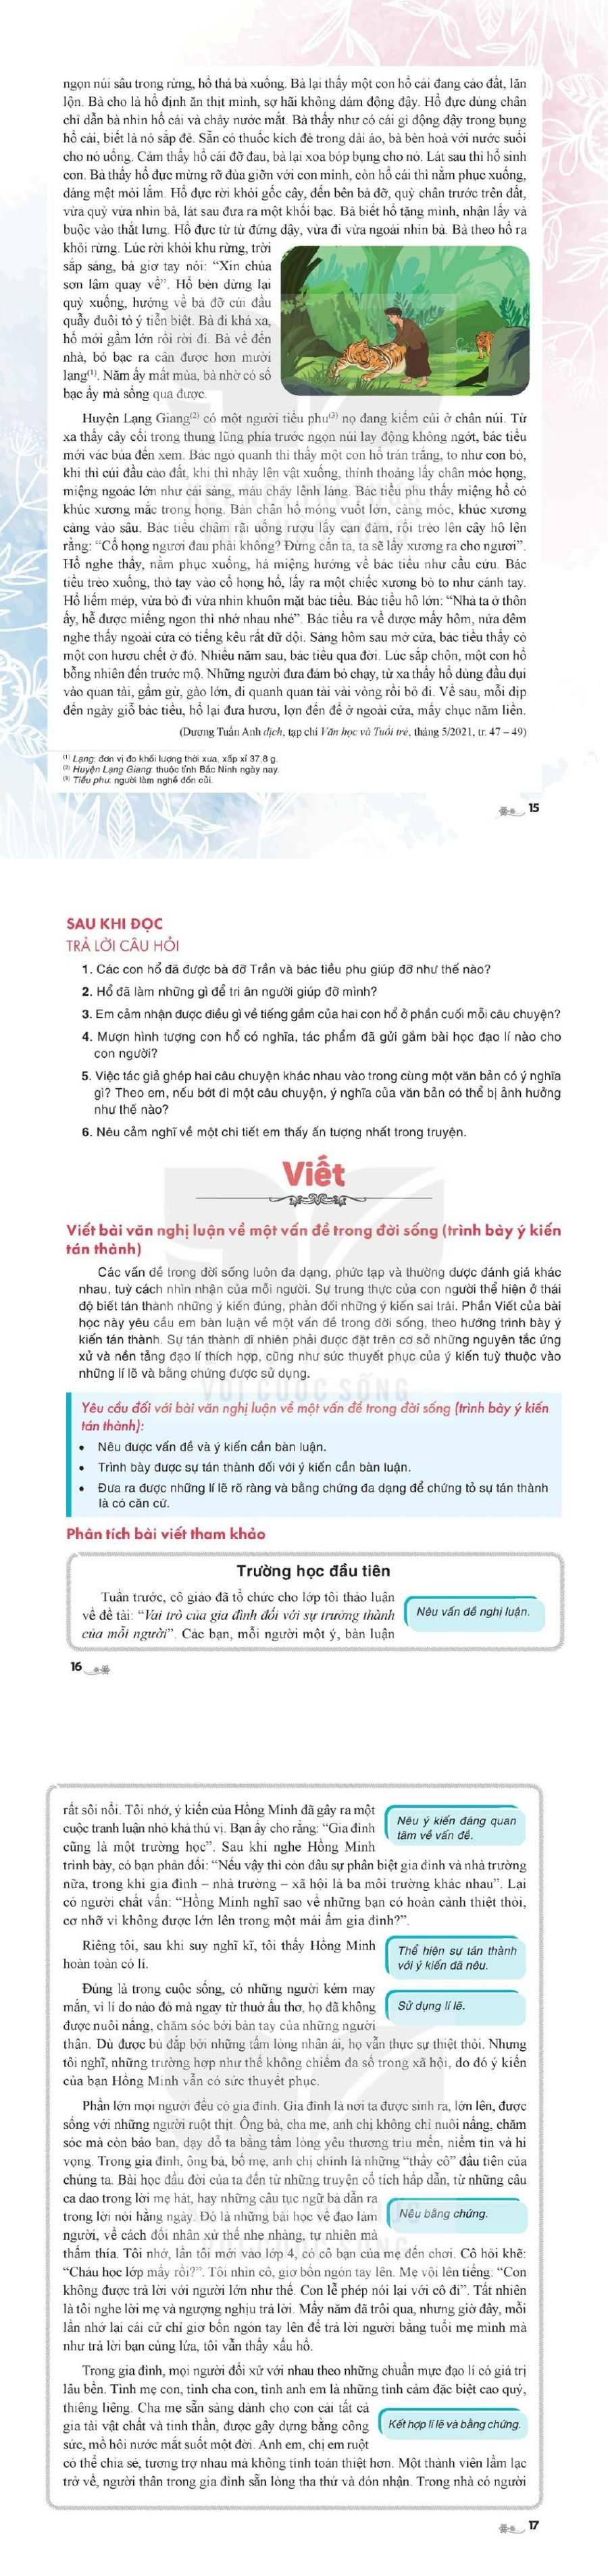 ngọn núi sâu trong rừng, hổ thả bà xuống. Bà lại thấy một con hổ cái đang cào đất, lăn
lộn. Bà cho là hổ định ăn thịt mình, sợ hãi không dám động đậy. Hổ đực dùng chân
chỉ dẫn bà nhìn hổ cái và chảy nước mắt. Bà thấy như có cái gì động đậy trong bụng
hổ cái, biết là nó sắp đẻ. Sẵn có thuốc kích đẻ trong dải áo, bà bèn hoà với nước suối
cho nó uống. Cảm thấy hổ cái đỡ đau, bà lại xoa bóp bụng cho nó. Lát sau thì hổ sinh
con. Bà thấy hổ đực mừng rỡ đùa giỡn với con mình, còn hổ cái thì nằm phục xuống,
dáng mệt mỏi lắm. Hổ đực rời khỏi gốc cây, đến bên bà đỡ, quỳ chân trước trên đất,
vừa quỳ vừa nhìn bà, lát sau đưa ra một khối bạc. Bà biết hổ tặng mình, nhận lấy và
buộc vào thắt lưng. Hổ đực từ từ đứng dậy, vừa đi vừa ngoái nhìn bà. Bà theo hổ ra
khỏi rừng. Lúc rời khỏi khu rừng, trời
sắp sáng, bà giơ tay nói: “Xin chúa
sơn lâm quay về”. Hổ bèn dừng lại
quỳ xuống, hướng về bà đỡ cúi đầu
quẫy đuôi tỏ ý tiễn biệt. Bà đi khá xa,
hổ mới gầm lớn rồi rời đi. Bà về đến
nhà, bỏ bạc ra cân được hơn mười
lạng⁽¹⁾. Năm ấy mất mùa, bà nhờ có số
bạc ấy mà sống qua được.
Huyện Lạng Giang⁽²⁾ có một người tiều phu⁽³⁾ nọ đang kiếm củi ở chân núi. Từ
xa thấy cây cối trong thung lũng phía trước ngọn núi lay động không ngớt, bác tiều
mới vác búa đến xem. Bác ngó quanh thì thấy một con hổ trán trắng, to như con bò,
khi thì cúi đầu cào đất, khi thì nhảy lên vật xuống, thỉnh thoảng lấy chân móc họng,
miệng ngoác lớn như cái sàng, máu chảy lênh láng. Bác tiều phu thấy miệng hổ có
khúc xương mắc trong họng. Bàn chân hổ móng vuốt lớn, càng móc, khúc xương
càng vào sâu. Bác tiều chậm rãi uống rượu lấy can đảm, rồi trèo lên cây hô lên
rằng: “Cổ họng ngươi đau phải không? Đừng cắn ta, ta sẽ lấy xương ra cho ngươi”.
Hổ nghe thấy, nằm phục xuống, há miệng hướng về bác tiều như cầu cứu. Bác
tiều trèo xuống, thò tay vào cổ họng hổ, lấy ra một chiếc xương bò to như cánh tay.
Hổ liếm mép, vừa bỏ đi vừa nhìn khuôn mặt bác tiều. Bác tiều hô lớn: “Nhà ta ở thôn
ấy, hễ được miếng ngon thì nhớ nhau nhé”. Bác tiều ra về được mấy hôm, nửa đêm
nghe thấy ngoài cửa có tiếng kêu rất dữ dội. Sáng hôm sau mở cửa, bác tiều thấy có
một con hươu chết ở đó. Nhiều năm sau, bác tiều qua đời. Lúc sắp chôn, một con hổ
bỗng nhiên đến trước mộ. Những người đưa đám bỏ chạy, từ xa thấy hổ dùng đầu dụi
vào quan tài, gầm gừ, gào lớn, đi quanh quan tài vài vòng rồi bỏ đi. Về sau, mỗi dịp
đến ngày giỗ bác tiều, hổ lại đưa hươu, lợn đến để ở ngoài cửa, mấy chục năm liền.
(Dương Tuấn Anh dịch, tạp chí Văn học và Tuổi trẻ, tháng 5/2021, tr. 47 – 49)
⁽¹⁾ Lạng: đơn vị đo khối lượng thời xưa, xấp xỉ 37,8 g.
⁽²⁾ Huyện Lạng Giang: thuộc tỉnh Bắc Ninh ngày nay.
⁽³⁾ Tiều phu: người làm nghề đốn củi.
15
SAU KHI ĐỌC
TRẢ LỜI CÂU HỎI
1. Các con hổ đã được bà đỡ Trần và bác tiều phu giúp đỡ như thế nào?
2. Hổ đã làm những gì để tri ân người giúp đỡ mình?
3. Em cảm nhận được điều gì về tiếng gầm của hai con hổ ở phần cuối mỗi câu chuyện?
4. Mượn hình tượng con hổ có nghĩa, tác phẩm đã gửi gắm bài học đạo lí nào cho
con người?
5. Việc tác giả ghép hai câu chuyện khác nhau vào trong cùng một văn bản có ý nghĩa
gì? Theo em, nếu bớt đi một câu chuyện, ý nghĩa của văn bản có thể bị ảnh hưởng
như thế nào?
6. Nêu cảm nghĩ về một chi tiết em thấy ấn tượng nhất trong truyện.
Viết
Viết bài văn nghị luận về một vấn đề trong đời sống (trình bày ý kiến
tán thành)
Các vấn đề trong đời sống luôn đa dạng, phức tạp và thường được đánh giá khác
nhau, tuỳ cách nhìn nhận của mỗi người. Sự trung thực của con người thể hiện ở thái
độ biết tán thành những ý kiến đúng, phản đối những ý kiến sai trái. Phần Viết của bài
học này yêu cầu em bàn luận về một vấn đề trong đời sống, theo hướng trình bày ý
kiến tán thành. Sự tán thành dĩ nhiên phải được đặt trên cơ sở những nguyên tắc ứng
xử và nền tảng đạo lí thích hợp, cũng như sức thuyết phục của ý kiến tuỳ thuộc vào
những lí lẽ và bằng chứng được sử dụng.
Yêu cầu đối với bài văn nghị luận về một vấn đề trong đời sống (trình bày ý kiến
tán thành):
• Nêu được vấn đề và ý kiến cần bàn luận.
• Trình bày được sự tán thành đối với ý kiến cần bàn luận.
• Đưa ra được những lí lẽ rõ ràng và bằng chứng đa dạng để chứng tỏ sự tán thành
là có căn cứ.
Phân tích bài viết tham khảo
Trường học đầu tiên
Tuần trước, cô giáo đã tổ chức cho lớp tôi thảo luận
về đề tài: “Vai trò của gia đình đối với sự trưởng thành
của mỗi người”. Các bạn, mỗi người một ý, bàn luận
Nêu vấn đề nghị luận.
16
rất sôi nổi. Tôi nhớ, ý kiến của Hồng Minh đã gây ra một
cuộc tranh luận nhỏ khá thú vị. Bạn ấy cho rằng: “Gia đình
cũng là một trường học”. Sau khi nghe Hồng Minh
trình bày, có bạn phản đối: “Nếu vậy thì còn đâu sự phân biệt gia đình và nhà trường
nữa, trong khi gia đình – nhà trường – xã hội là ba môi trường khác nhau”. Lại
có người chất vấn: “Hồng Minh nghĩ sao về những bạn có hoàn cảnh thiệt thòi,
cơ nhỡ vì không được lớn lên trong một mái ấm gia đình?”.
Nêu ý kiến đáng quan
tâm về vấn đề.
Riêng tôi, sau khi suy nghĩ kĩ, tôi thấy Hồng Minh
hoàn toàn có lí.
Thể hiện sự tán thành
với ý kiến đã nêu.
Đúng là trong cuộc sống, có những người kém may
mắn, vì lí do nào đó mà ngay từ thuở ấu thơ, họ đã không
được nuôi nấng, chăm sóc bởi bàn tay của những người
thân. Dù được bù đắp bởi những tấm lòng nhân ái, họ vẫn thực sự thiệt thòi. Nhưng
tôi nghĩ, những trường hợp như thế không chiếm đa số trong xã hội, do đó ý kiến
của bạn Hồng Minh vẫn có sức thuyết phục.
Sử dụng lí lẽ.
Phần lớn mọi người đều có gia đình. Gia đình là nơi ta được sinh ra, lớn lên, được
sống với những người ruột thịt. Ông bà, cha mẹ, anh chị không chỉ nuôi nấng, chăm
sóc mà còn bảo ban, dạy dỗ ta bằng tấm lòng yêu thương trìu mến, niềm tin và hi
vọng. Trong gia đình, ông bà, bố mẹ, anh chị chính là những “thầy cô” đầu tiên của
chúng ta. Bài học đầu đời của ta đến từ những truyện cổ tích hấp dẫn, từ những câu
ca dao trong lời mẹ hát, hay những câu tục ngữ bà dẫn ra
trong lời nói hằng ngày. Đó là những bài học về đạo làm
người, về cách đối nhân xử thế nhẹ nhàng, tự nhiên mà
thấm thía. Tôi nhớ, lần tôi mới vào lớp 4, có cô bạn của mẹ đến chơi. Cô hỏi khẽ:
“Cháu học lớp mấy rồi?”. Tôi nhìn cô, giơ bốn ngón tay lên. Mẹ vội lên tiếng: “Con
không được trả lời với người lớn như thế. Con lễ phép nói lại với cô đi”. Tất nhiên
là tôi nghe lời mẹ và ngượng nghịu trả lời. Mấy năm đã trôi qua, nhưng giờ đây, mỗi
lần nhớ lại cái cử chỉ giơ bốn ngón tay lên để trả lời người bằng tuổi mẹ mình mà
như trả lời bạn cùng lứa, tôi vẫn thấy xấu hổ.
Nêu bằng chứng.
Trong gia đình, mọi người đối xử với nhau theo những chuẩn mực đạo lí có giá trị
lâu bền. Tình mẹ con, tình cha con, tình anh em là những tình cảm đặc biệt cao quý,
thiêng liêng. Cha mẹ sẵn sàng dành cho con cái tất cả
gia tài vật chất và tinh thần, được gây dựng bằng công
sức, mồ hôi nước mắt suốt một đời. Anh em, chị em ruột
có thể chia sẻ, tương trợ nhau mà không tính toán thiệt hơn. Một thành viên lầm lạc
trở về, người thân trong gia đình sẵn lòng tha thứ và đón nhận. Trong nhà có người
Kết hợp lí lẽ và bằng chứng.
17